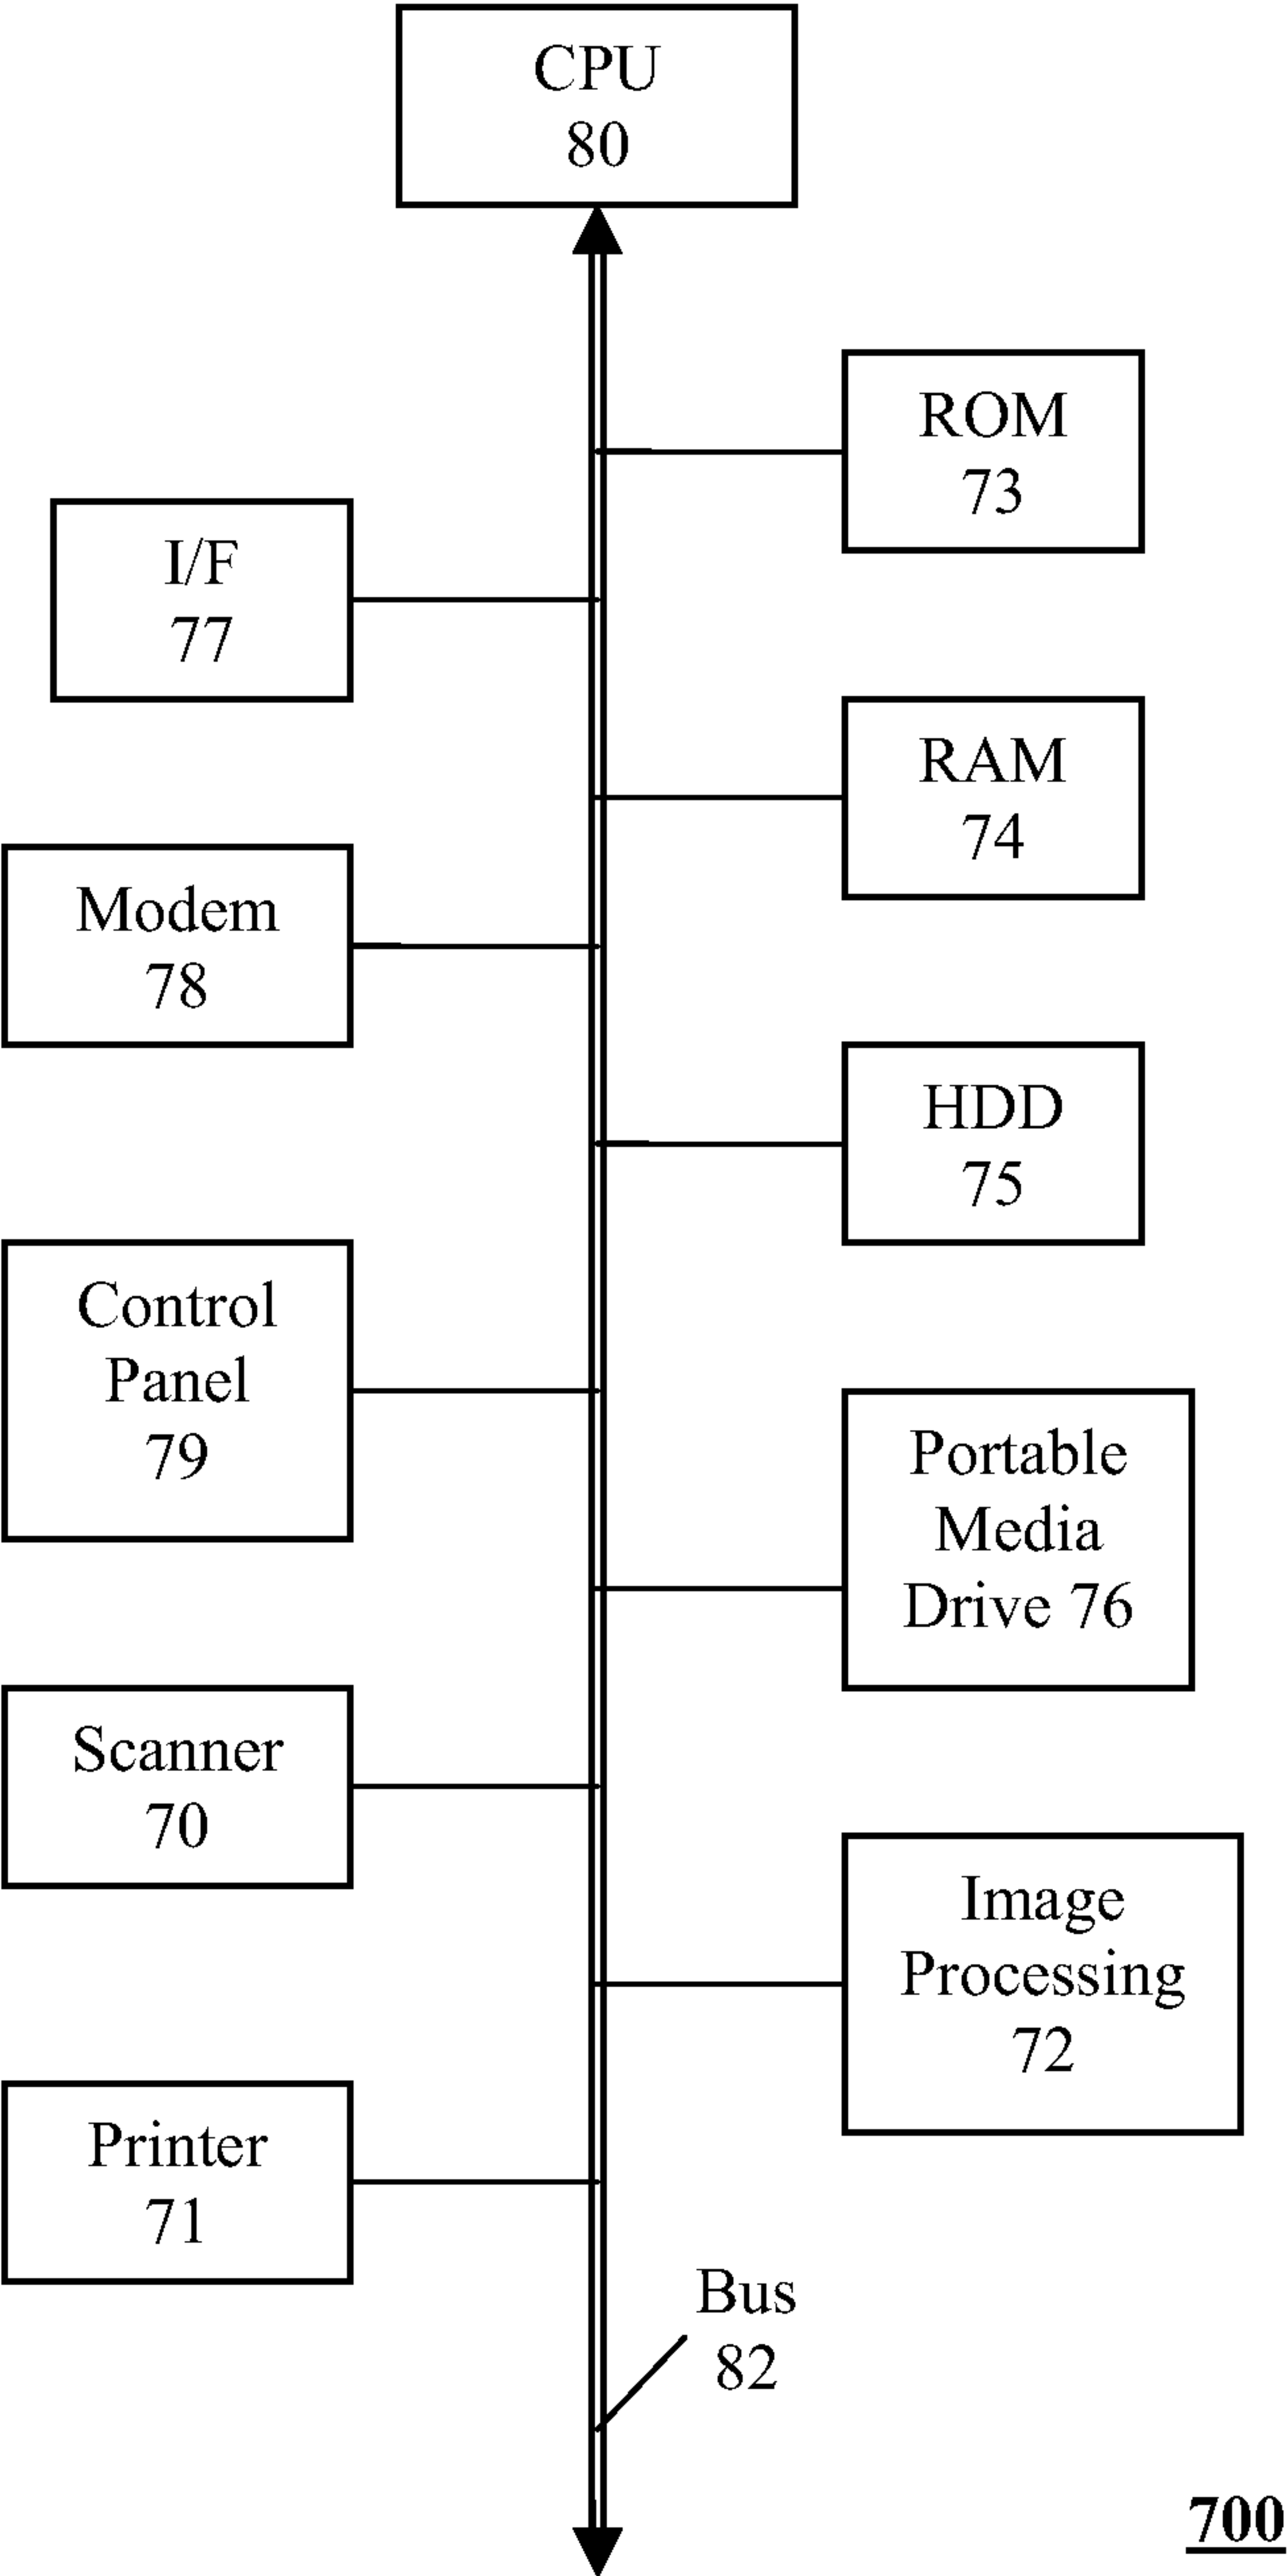 CPU
80
ROM
73
I/F
77
RAM
74
Modem
78
HDD
75
Control
Panel
79
Portable
Media
Drive 76
Scanner
70
Image
Processing
72
Printer
71
Bus
82
700